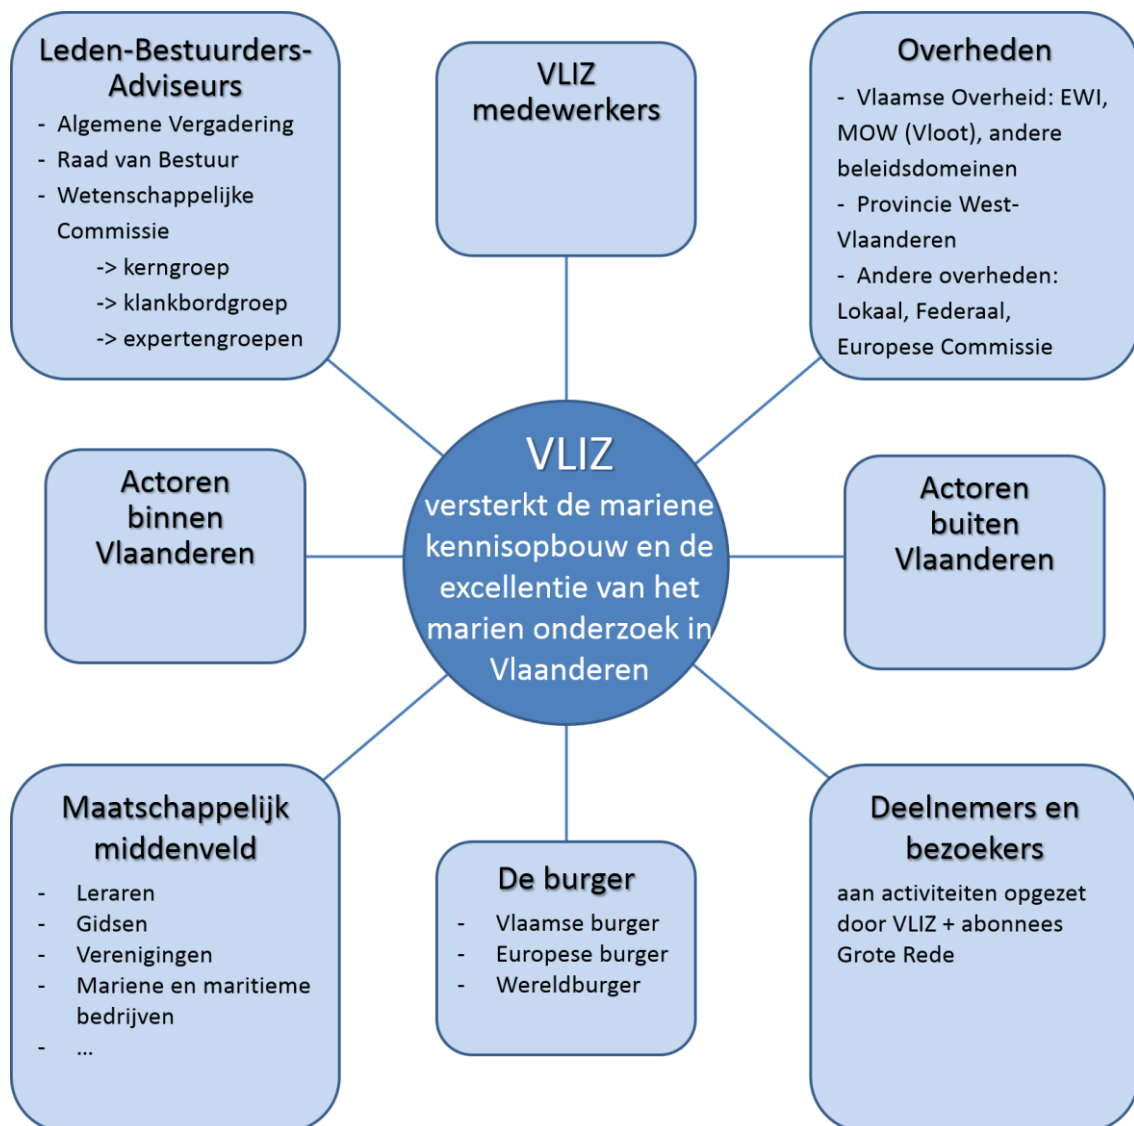 Leden-Bestuurders-
Adviseurs
- Algemene Vergadering
- Raad van Bestuur
- Wetenschappelijke
Commissie
-> kerngroep
-> klankbordgroep
-> expertengroepen
VLIZ
medewerkers
Overheden
- Vlaamse Overheid: EWI,
MOW (Vloot), andere
beleidsdomeinen
- Provincie West-
Vlaanderen
- Andere overheden:
Lokaal, Federaal,
Europese Commissie
Actoren
binnen
Vlaanderen
VLIZ
versterkt de mariene
kennisopbouw en de
excellentie van het
marien onderzoek in
Vlaanderen
Actoren
buiten
Vlaanderen
Maatschappelijk
middenveld
- Leraren
- Gidsen
- Verenigingen
- Mariene en maritieme
bedrijven
- ...
De burger
- Vlaamse burger
- Europese burger
- Wereldburger
Deelnemers en
bezoekers
aan activiteiten opgezet
door VLIZ + abonnees
Grote Rede